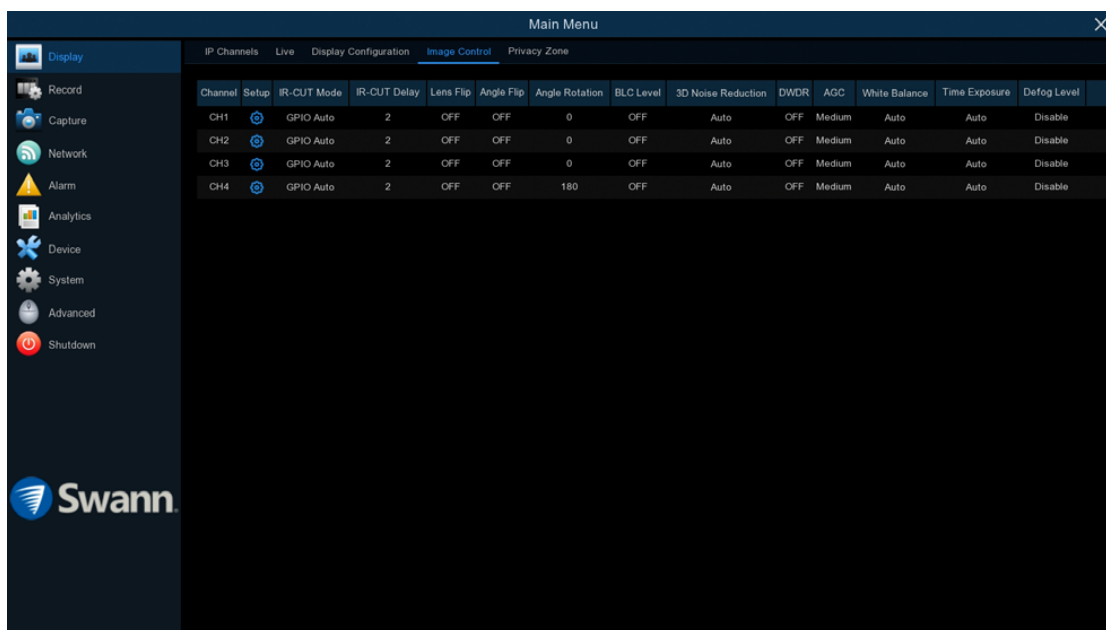 Main Menu
Display
IP Channels Live Display Configuration Image Control Privacy Zone
Record
Capture
Network
Alarm
Analytics
Device
System
Advanced
Shutdown
Channel Setup IR-CUT Mode IR-CUT Delay Lens Flip Angle Flip Angle Rotation BLC Level 3D Noise Reduction DWDR AGC White Balance Time Exposure Defog Level
CH1 GPIO Auto 2 OFF OFF 0 OFF Auto OFF Medium Auto Auto Disable
CH2 GPIO Auto 2 OFF OFF 0 OFF Auto OFF Medium Auto Auto Disable
CH3 GPIO Auto 2 OFF OFF 0 OFF Auto OFF Medium Auto Auto Disable
CH4 GPIO Auto 2 OFF OFF 180 OFF Auto OFF Medium Auto Auto Disable
Swann